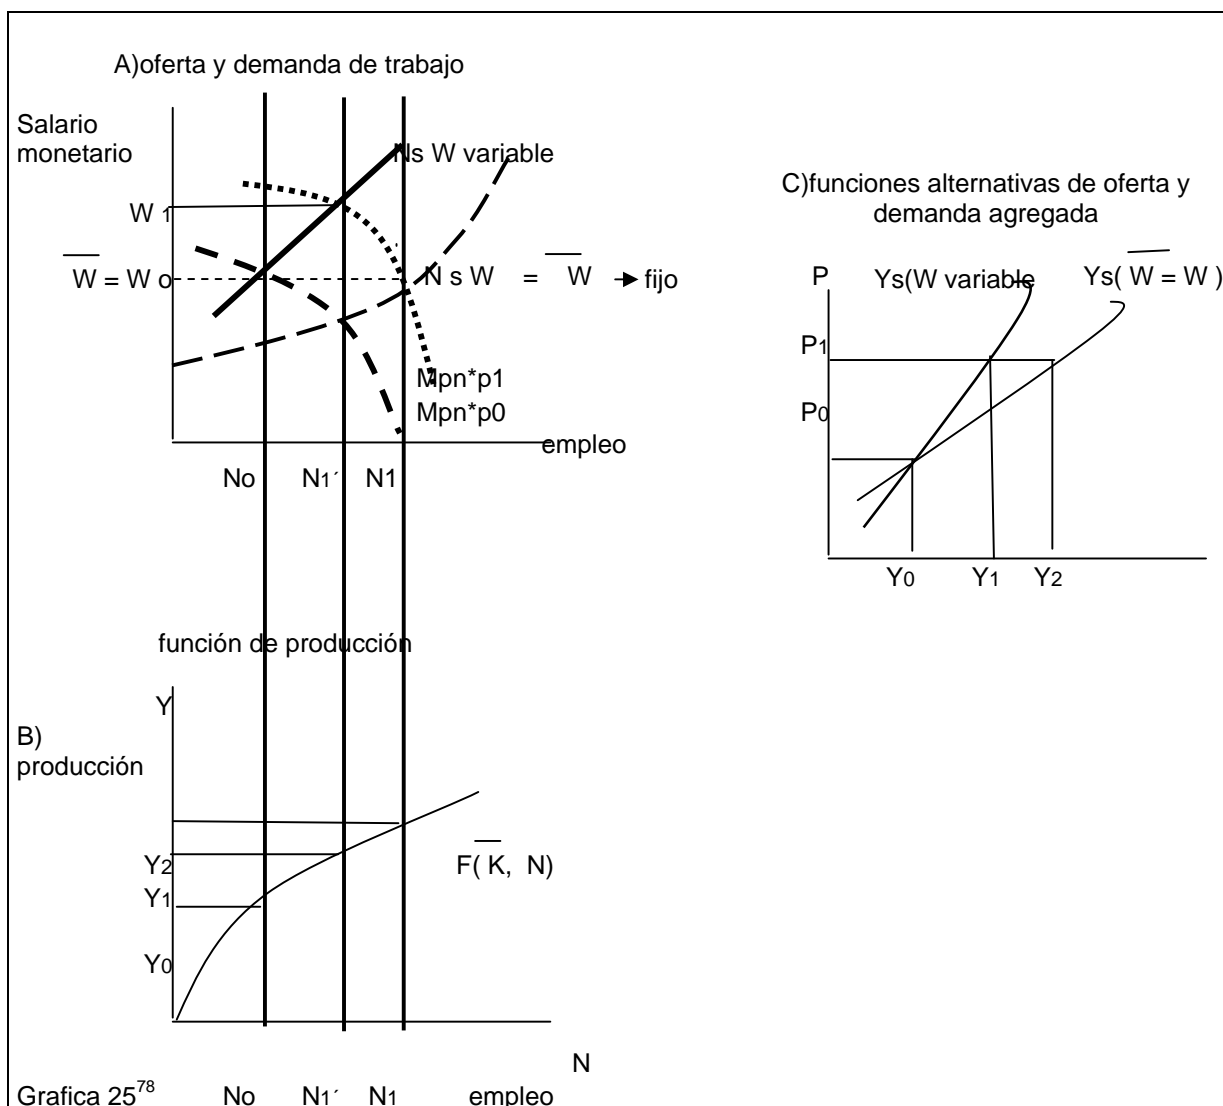 A)oferta y demanda de trabajo
Salario
monetario
Ns W variable
W 1
W = W o
N s W = W → fijo
Mpn*p1
Mpn*p0
empleo
No N1´ N1
C)funciones alternativas de oferta y
demanda agregada
P Ys(W variable Ys( W = W )
P1
P0
Y0 Y1 Y2
función de producción
Y
B)
producción
Y2
F( K, N)
Y1
Y0
N
Grafica 25 78 No N1´ N1 empleo